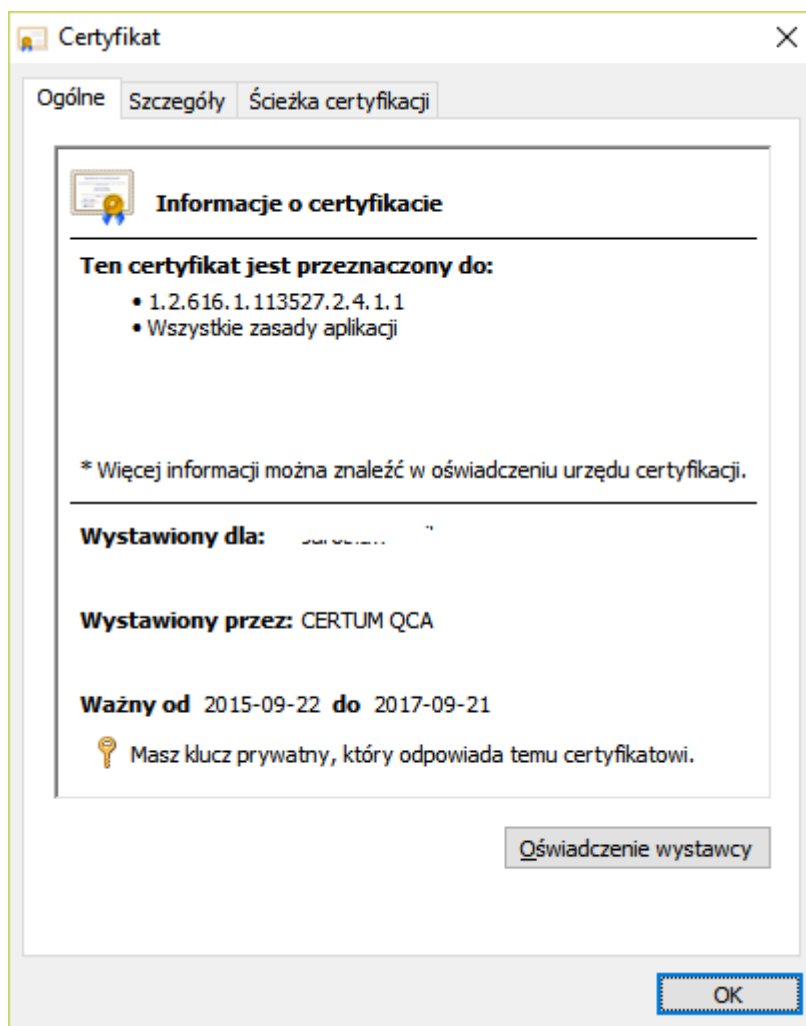 Certyfikat
Ogólne Szczegóły Ścieżka certyfikacji
Informacje o certyfikacie
Ten certyfikat jest przeznaczony do:
• 1.2.616.1.113527.2.4.1.1
• Wszystkie zasady aplikacji
* Więcej informacji można znaleźć w oświadczeniu urzędu certyfikacji.
Wystawiony dla:
Wystawiony przez: CERTUM QCA
Ważny od 2015-09-22 do 2017-09-21
Masz klucz prywatny, który odpowiada temu certyfikatowi.
Oświadczenie wystawcy
OK